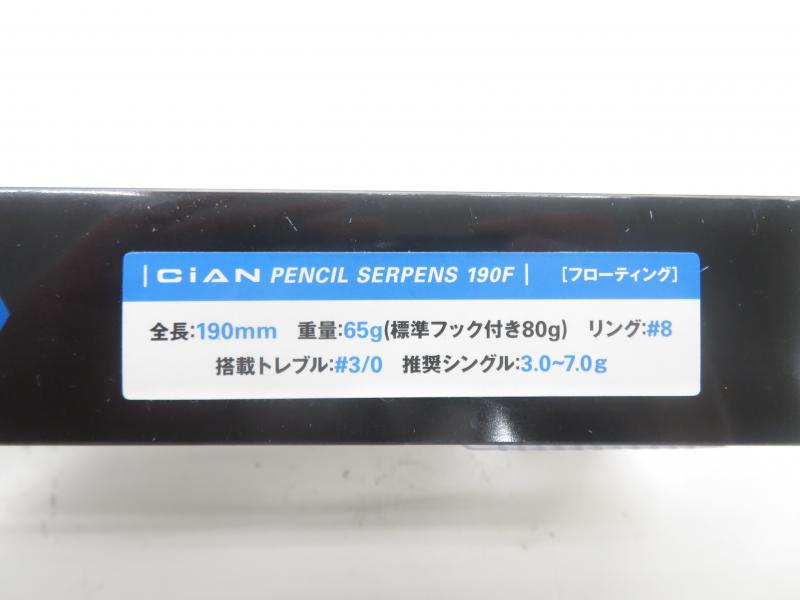 |CiAN PENCIL SERPENS 190F| [フローティング]
全長:190mm 重量:65g(標準フック付き80g) リング:#8
搭載トレブル:#3/0 推奨シングル:3.0~7.0g